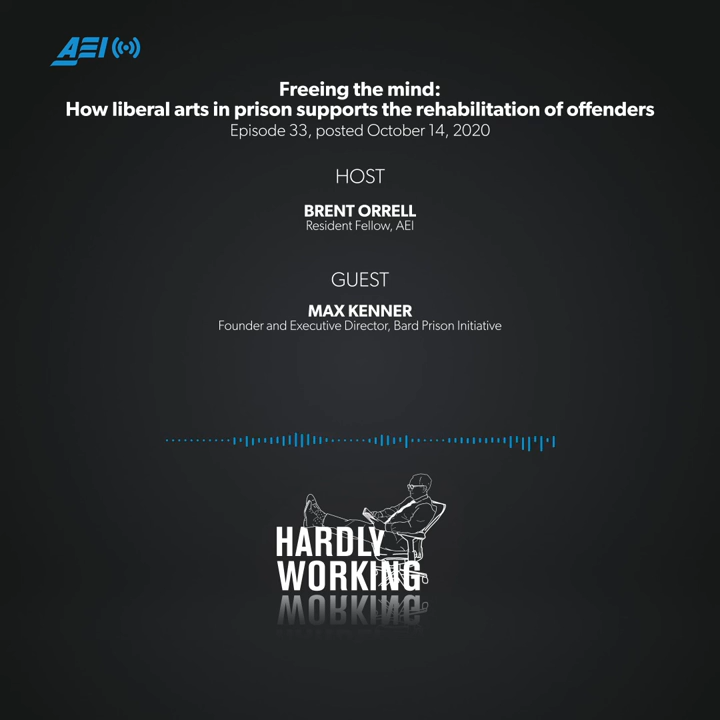 AEI
Freeing the mind:
How liberal arts in prison supports the rehabilitation of offenders
Episode 33, posted October 14, 2020
HOST
BRENT ORRELL
Resident Fellow, AEI
GUEST
MAX KENNER
Founder and Executive Director, Bard Prison Initiative
HARDLY
WORKING